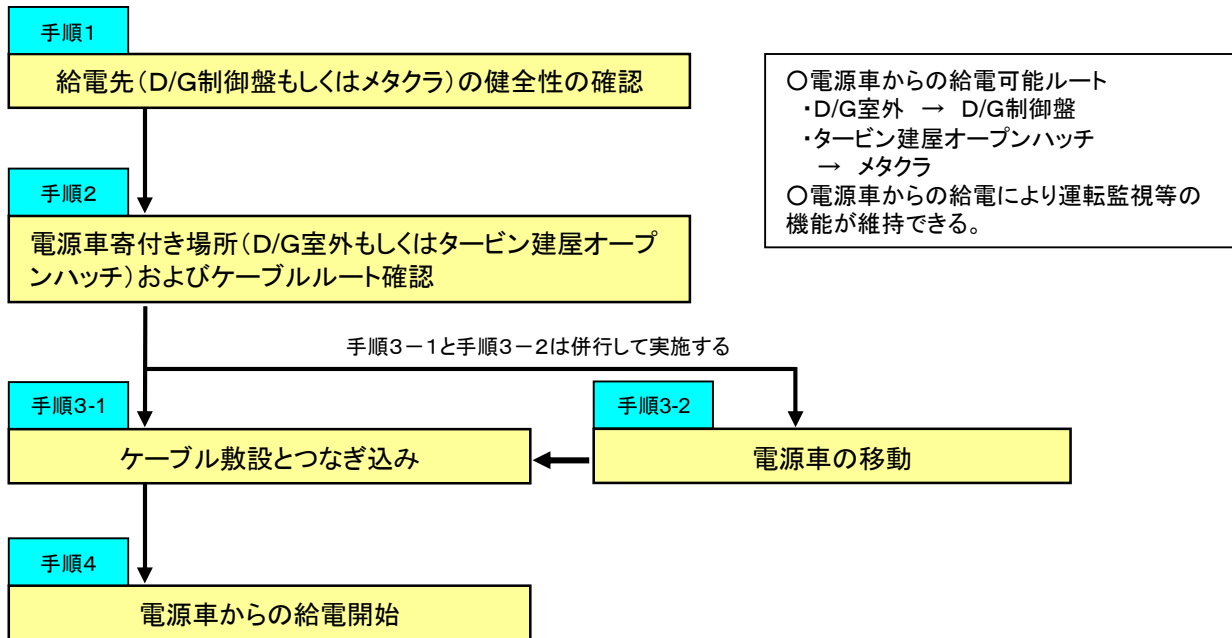 手順1
給電先(D/G制御盤もしくはメタクラ)の健全性の確認
○電源車からの給電可能ルート
・D/G室外 → D/G制御盤
・タービン建屋オープンハッチ
→ メタクラ
○電源車からの給電により運転監視等の
機能が維持できる。
手順2
電源車寄付き場所(D/G室外もしくはタービン建屋オープ
ンハッチ)およびケーブルルート確認
手順3-1と手順3-2は併行して実施する
手順3-1
ケーブル敷設とつなぎ込み
手順3-2
電源車の移動
手順4
電源車からの給電開始